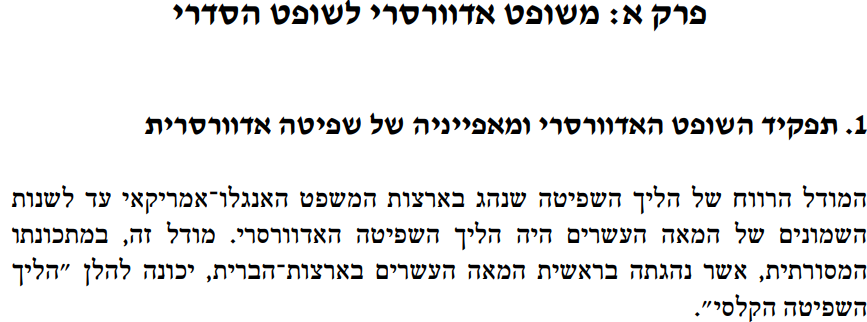 פרק א: משופט אדוורסרי לשופט הסדרי
1. תפקיד השופט האדוורסרי ומאפייניה של שפיטה אדוורסרית
המודל הרווח של הליך השפיטה שנהג בארצות המשפט האנגלו־אמריקאי עד לשנות
השמונים של המאה העשרים היה הליך השפיטה האדוורסרי. מודל זה, במתכונתו
המסורתית, אשר נהגתה בראשית המאה העשרים בארצות־הברית, יכונה להלן ״הליך
השפיטה הקלסי״.